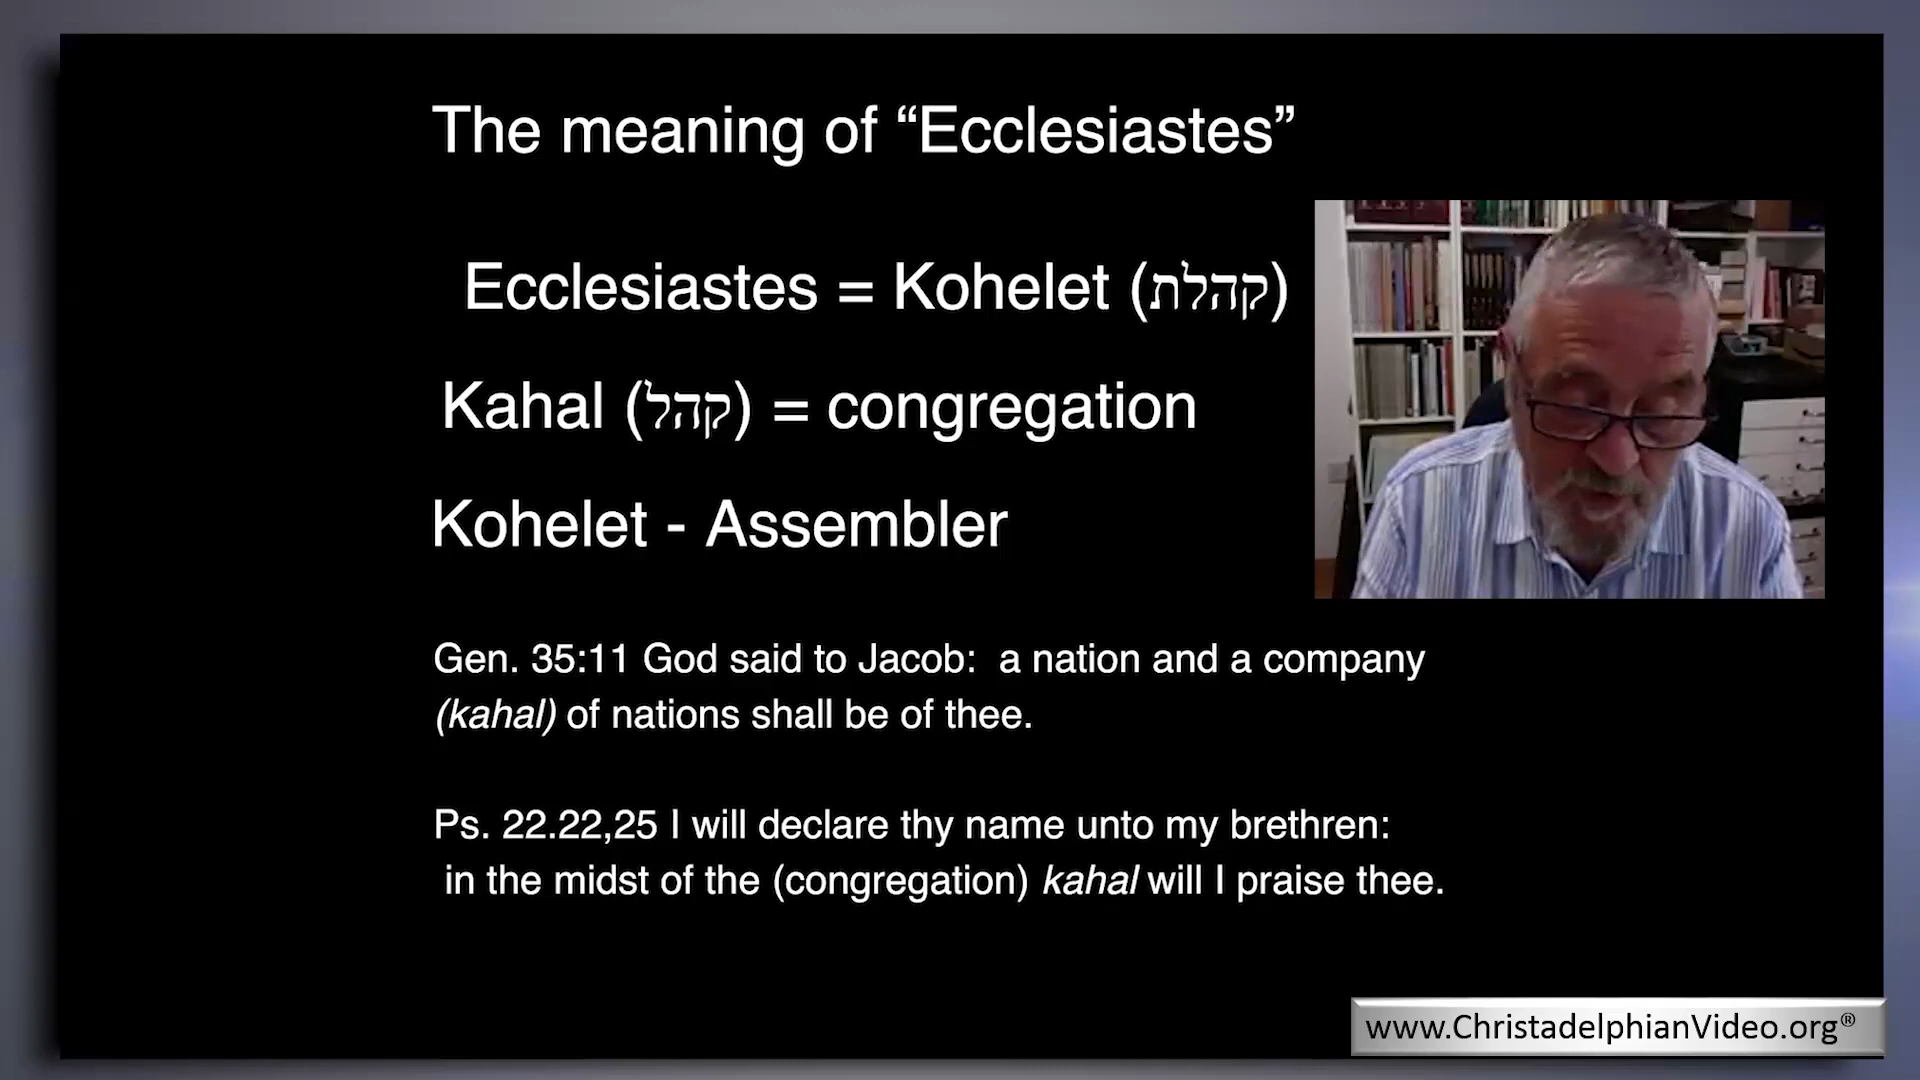 The meaning of “Ecclesiastes”
Ecclesiastes = Kohelet (קהלת)
Kahal (קהל) = congregation
Kohelet - Assembler
Gen. 35:11 God said to Jacob:  a nation and a company
(kahal) of nations shall be of thee.
Ps. 22.22,25 I will declare thy name unto my brethren:
in the midst of the (congregation) kahal will I praise thee.
www.ChristadelphianVideo.org®